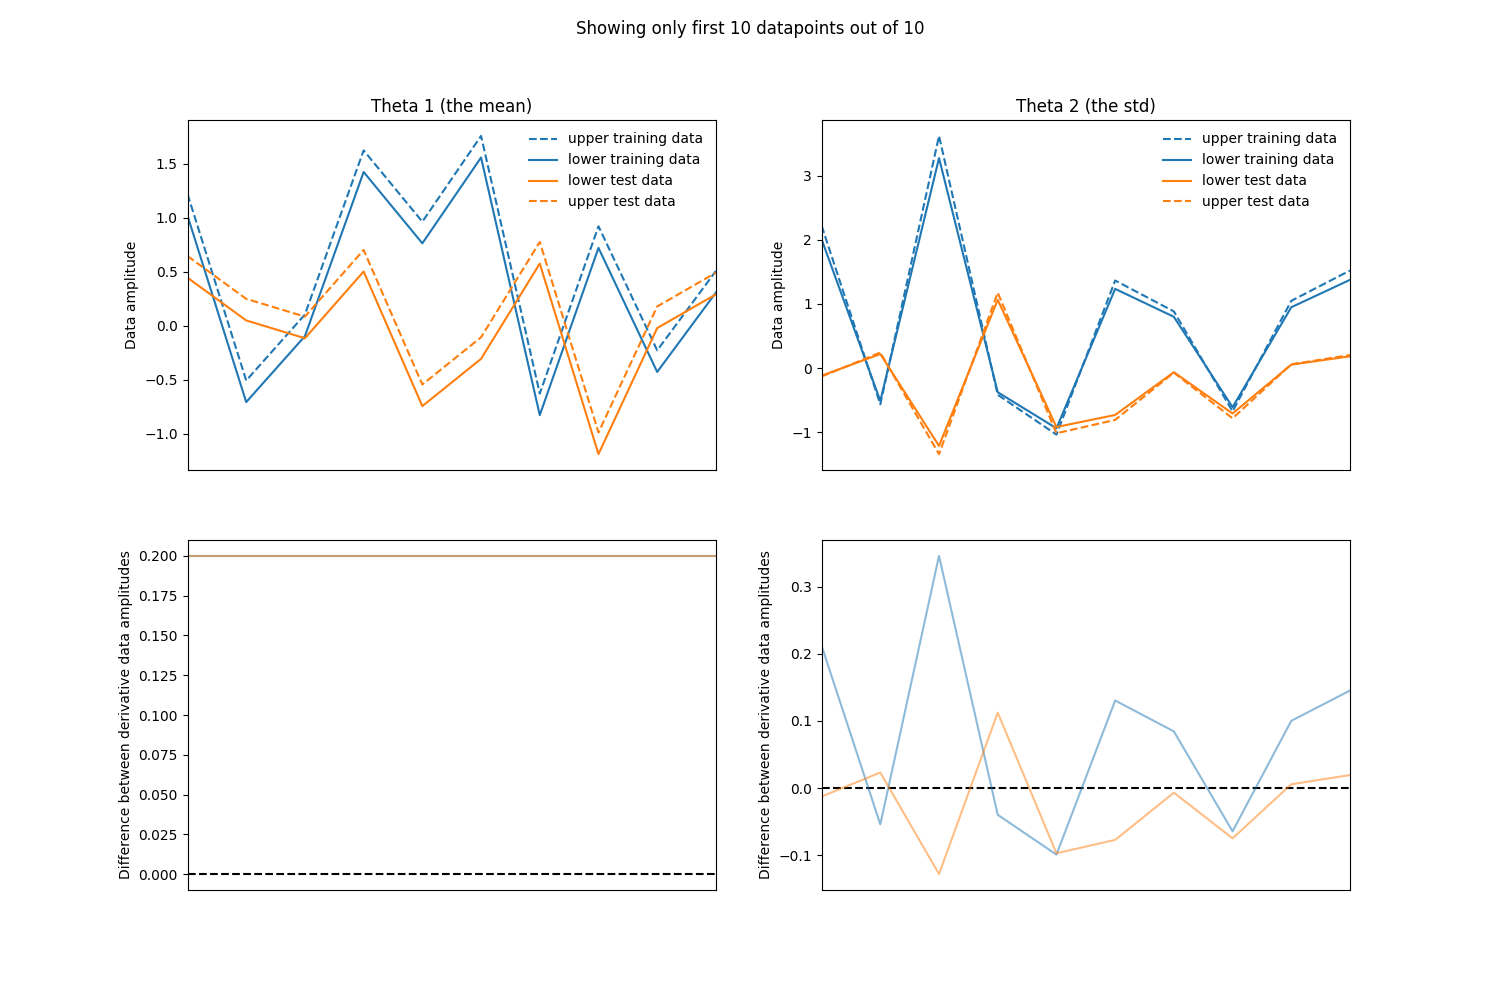 Showing only first 10 datapoints out of 10
Theta 1 (the mean)
Data amplitude
1.5
1.0
0.5
0.0
−0.5
−1.0
upper training data
lower training data
lower test data
upper test data
Theta 2 (the std)
Data amplitude
3
2
1
0
−1
upper training data
lower training data
lower test data
upper test data
Difference between derivative data amplitudes
0.200
0.175
0.150
0.125
0.100
0.075
0.050
0.025
0.000
Difference between derivative data amplitudes
0.3
0.2
0.1
0.0
−0.1